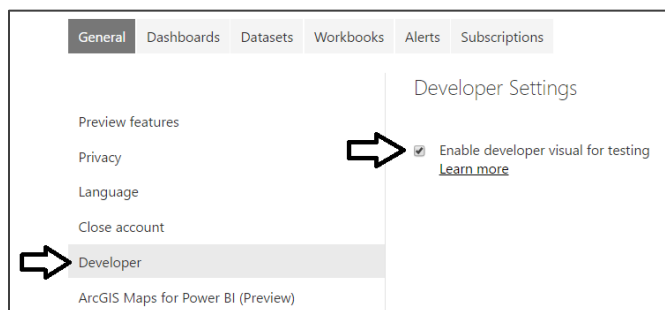 General Dashboards Datasets Workbooks Alerts Subscriptions
Developer Settings
Preview features
Enable developer visual for testing
Privacy
Learn more
Language
Close account
Developer
ArcGIS Maps for Power BI (Preview)